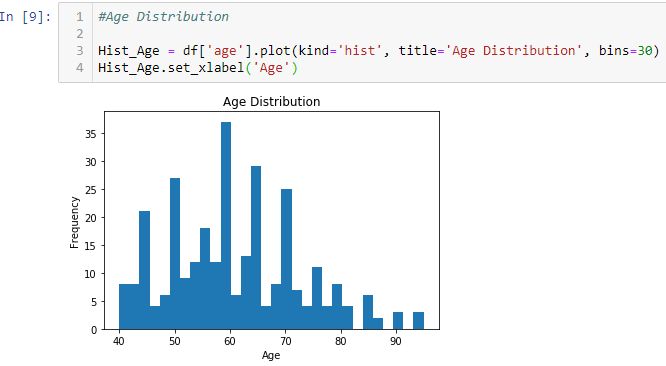 In [9]:
1 #Age Distribution
2
3 Hist_Age = df['age'].plot(kind='hist', title='Age Distribution', bins=30)
4 Hist_Age.set_xlabel('Age')
Age Distribution
35
30
25
20
15
10
5
0
Frequency
40 50 60 70 80 90
Age